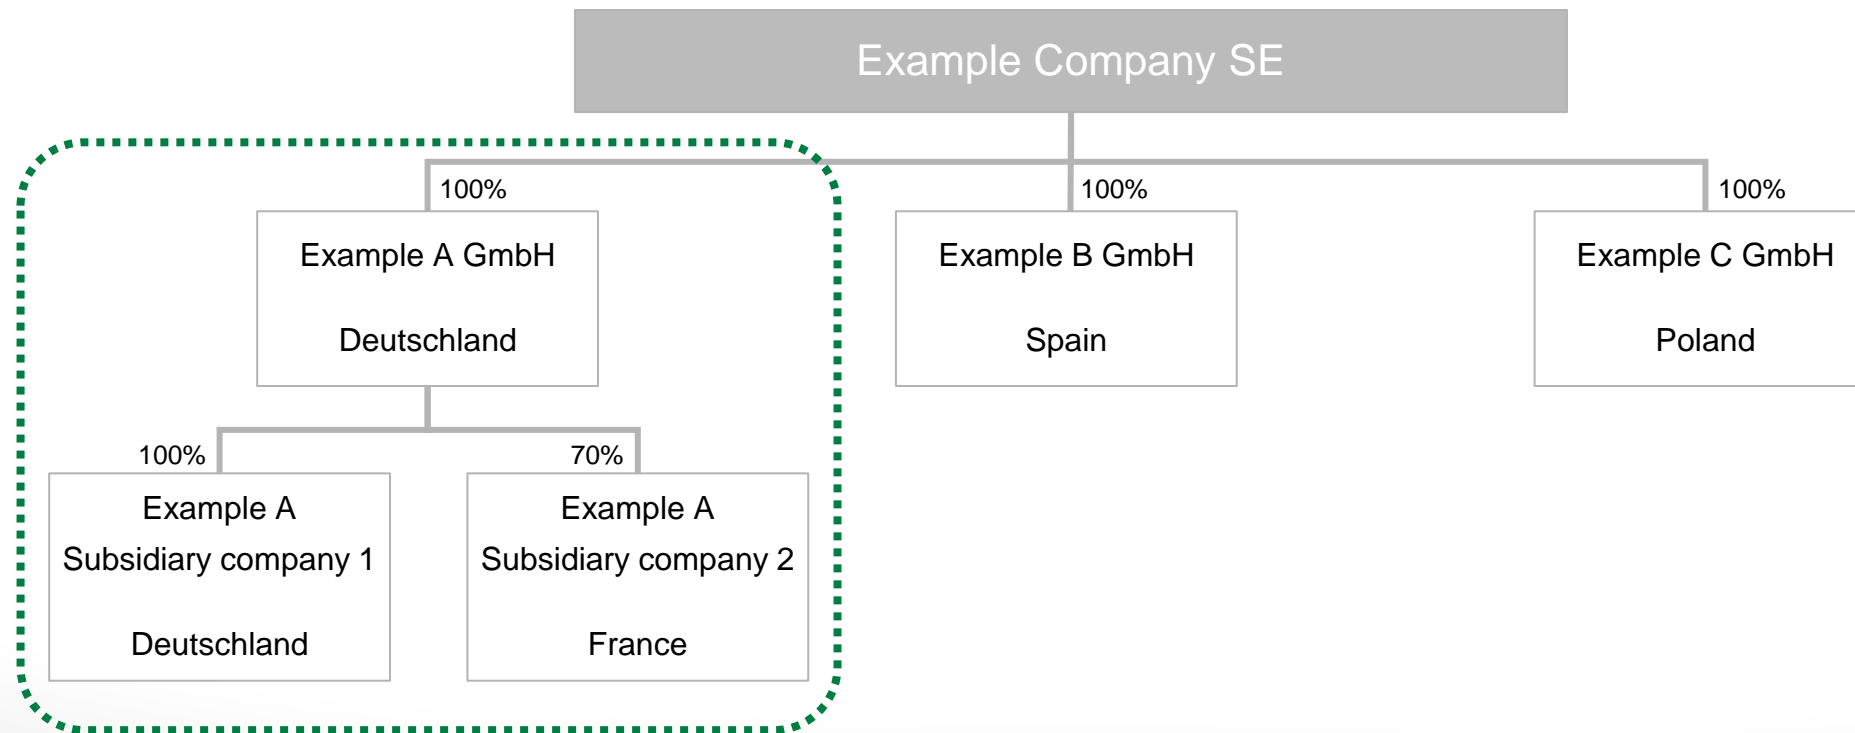 Example Company SE
100%
100%
100%
Example A GmbH
Deutschland
Example B GmbH
Spain
Example C GmbH
Poland
100%
70%
Example A
Subsidiary company 1
Deutschland
Example A
Subsidiary company 2
France